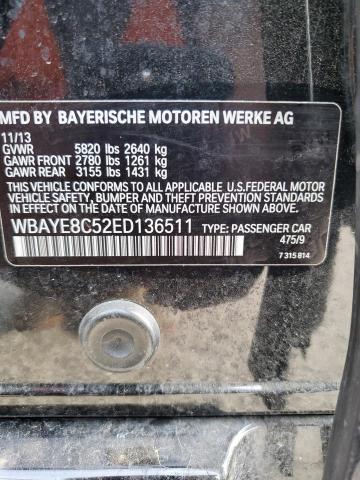 MFD BY BAYERISCHE MOTOREN WERKE AG
11/13
GVWR 5820 lbs 2640 kg
GAWR FRONT 2780 lbs 1261 kg
GAWR REAR 3155 lbs 1431 kg
THIS VEHICLE CONFORMS TO ALL APPLICABLE U.S. FEDERAL MOTOR
VEHICLE SAFETY, BUMPER AND THEFT PREVENTION STANDARDS IN
EFFECT ON THE DATE OF MANUFACTURE SHOWN ABOVE.
WBAYE8C52ED136511 TYPE: PASSENGER CAR
475/9
7 315 814